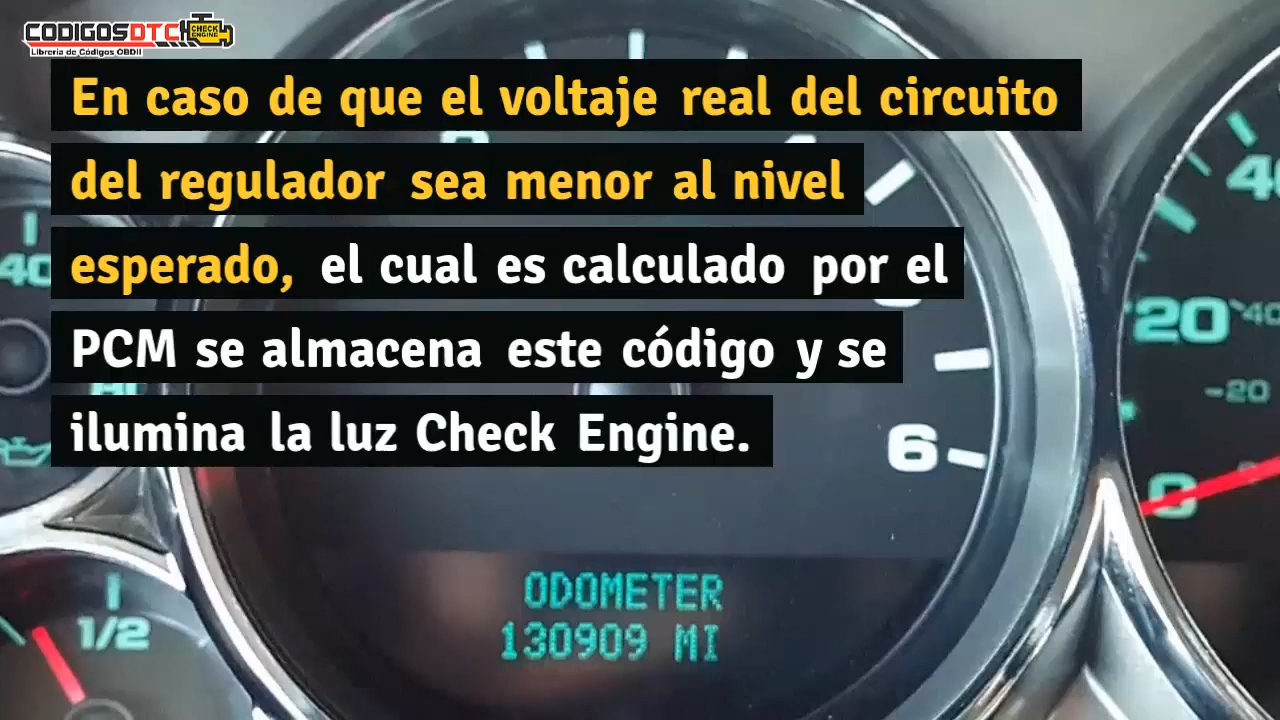 CODIGOSDTC
CHECK
ENGINE
Libreria de Códigos OBDII
En caso de que el voltaje real del circuito
del regulador sea menor al nivel
esperado, el cual es calculado por el
PCM se almacena este código y se
ilumina la luz Check Engine.
40
40
20
40
20
0
6
80
1/2
ODOMETER
130909 MI